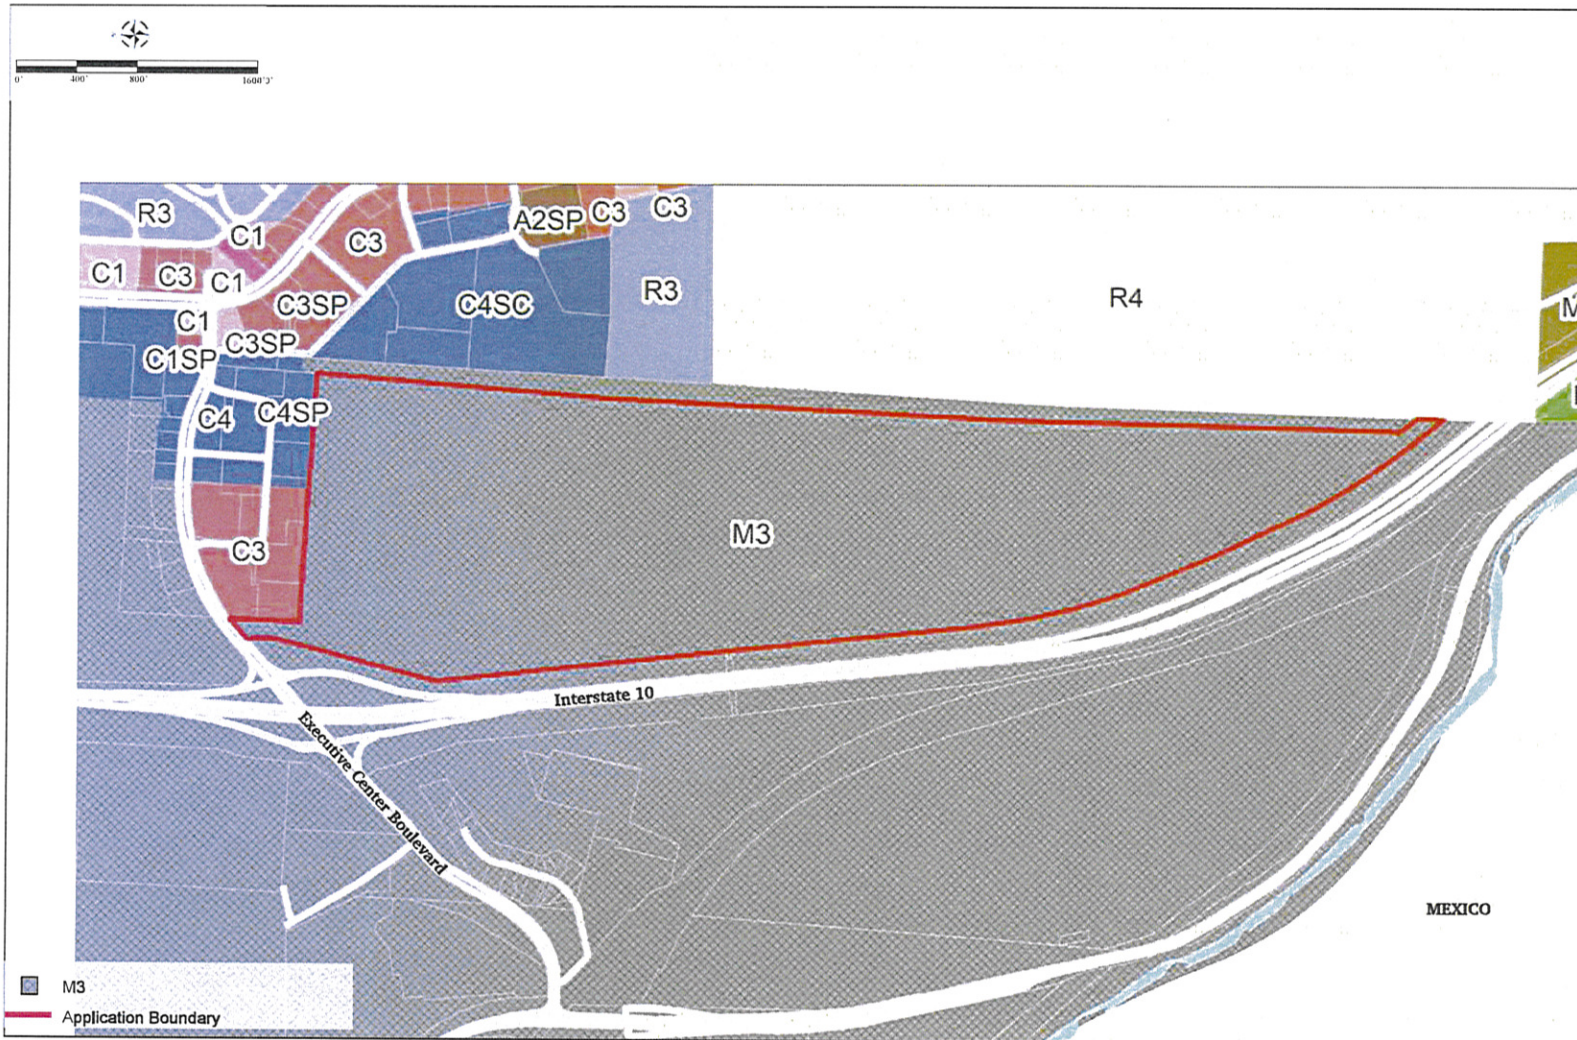 0' 400' 800' 1600'3'
R3
C1
C3
A2SP
C3
C3
C1
C3
C1
C3SP
C4SC
R3
R4
C1
C3SP
C1SP
C4
C4SP
M3
C3
Interstate 10
Executive Center Boulevard
MEXICO
M3
Application Boundary